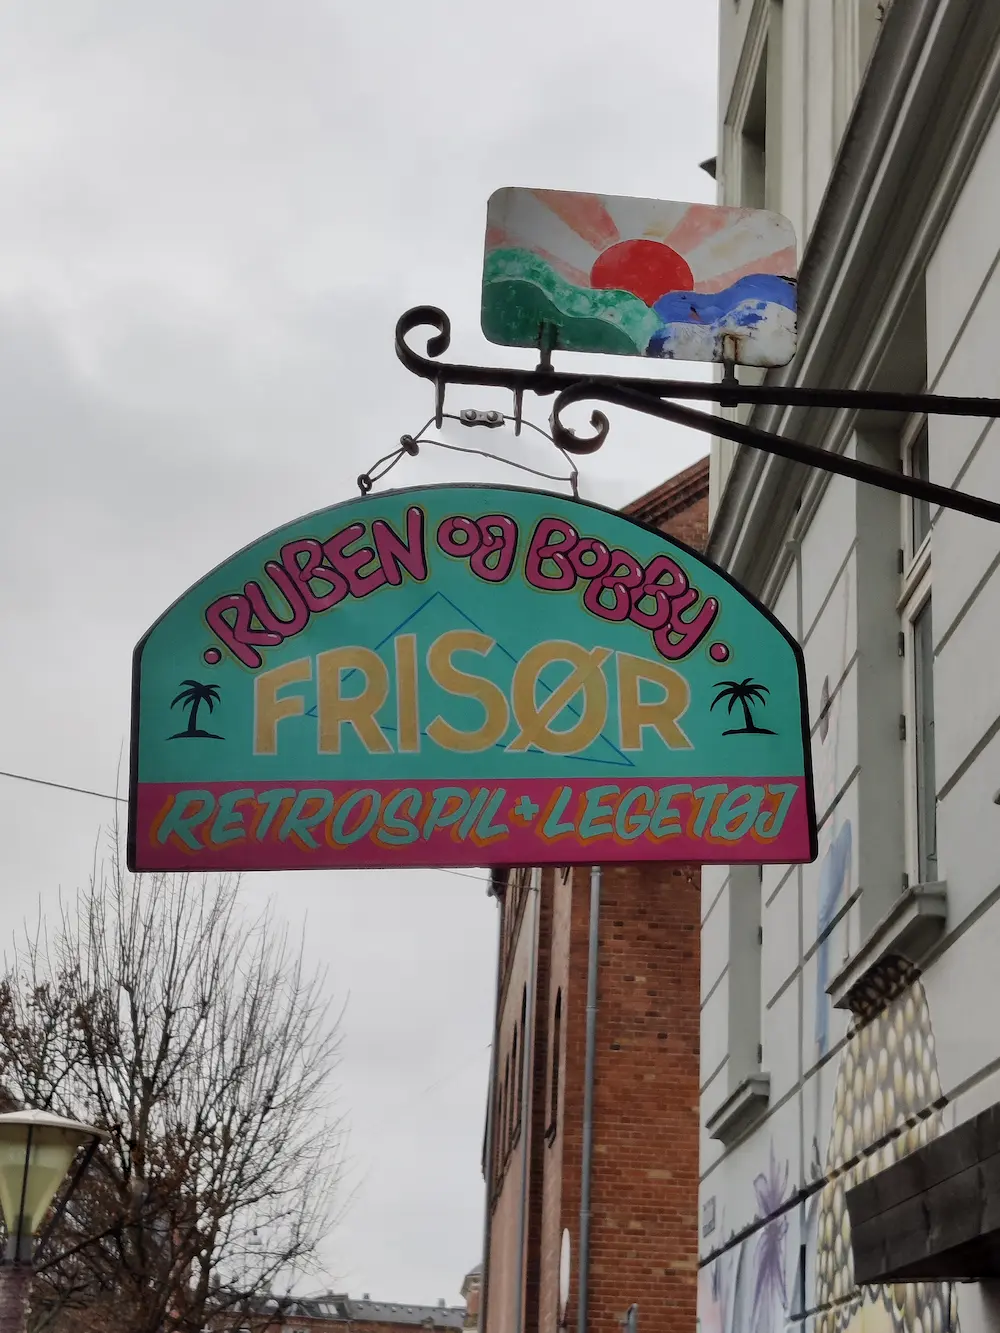 • RUBEN OG BOBBY •
FRISØR
RETROSPIL + LEGETØJ